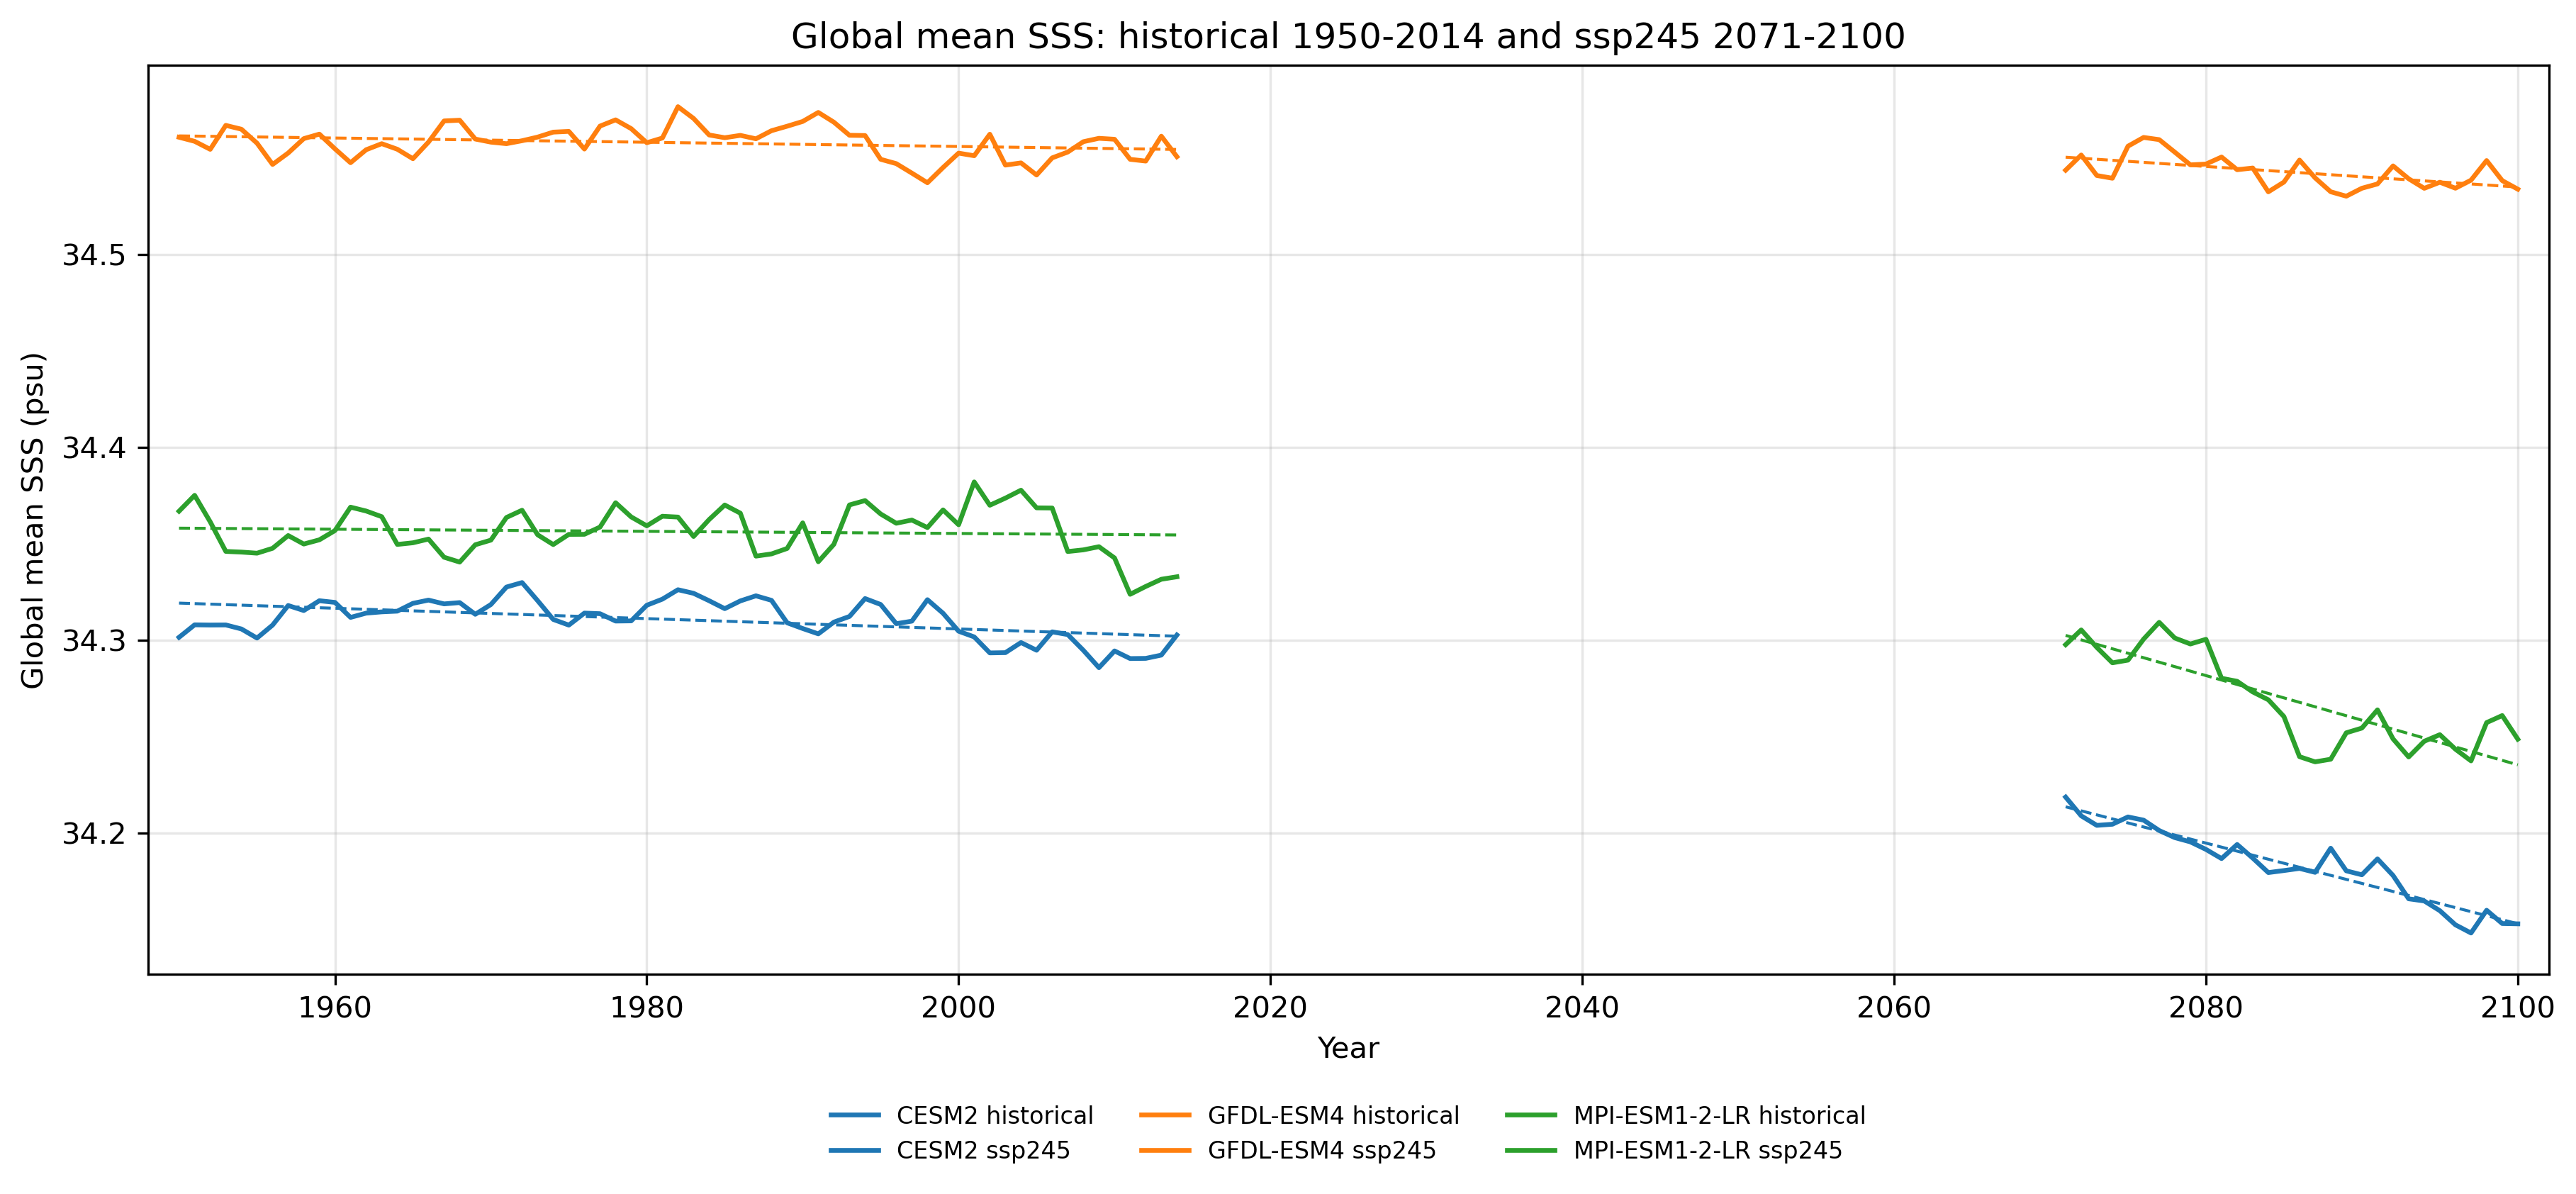 Global mean SSS: historical 1950-2014 and ssp245 2071-2100
Global mean SSS (psu)
34.5
34.4
34.3
34.2
1960 1980 2000 2020 2040 2060 2080 2100
Year
CESM2 historical GFDL-ESM4 historical MPI-ESM1-2-LR historical
CESM2 ssp245 GFDL-ESM4 ssp245 MPI-ESM1-2-LR ssp245